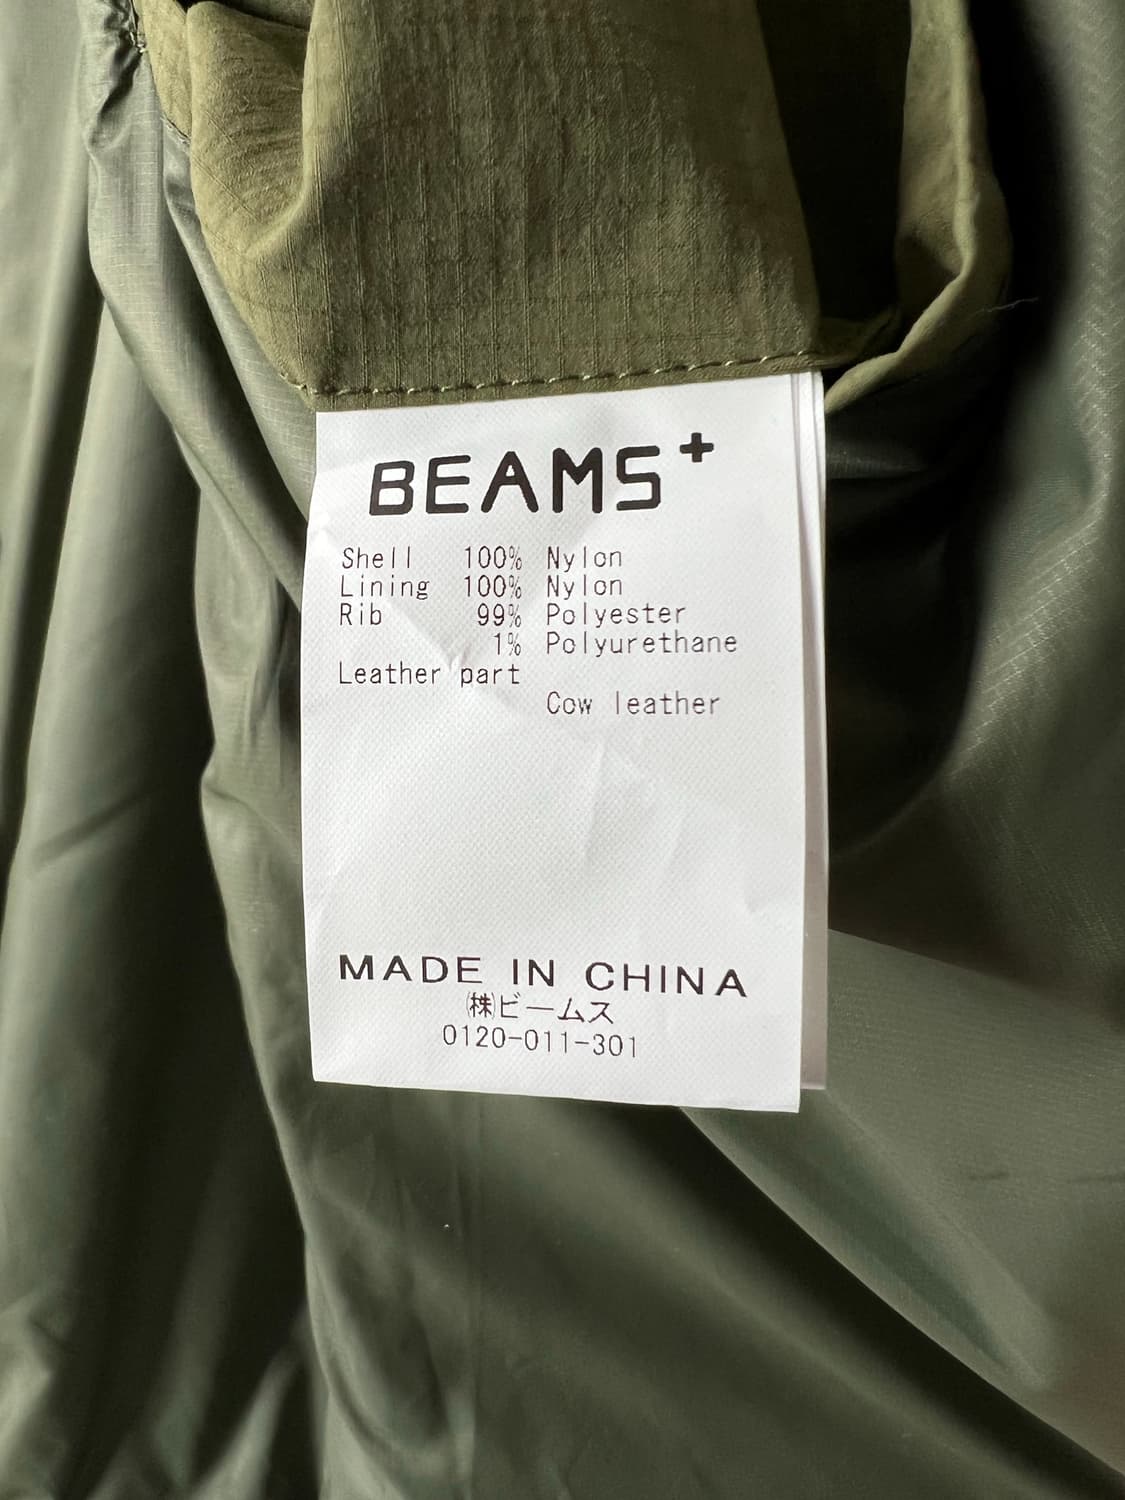 BEAMS+
Shell 100% Nylon
Lining 100% Nylon
Rib 99% Polyester
1% Polyurethane
Leather part
Cow leather
MADE IN CHINA
㈱ビームス
0120-011-301